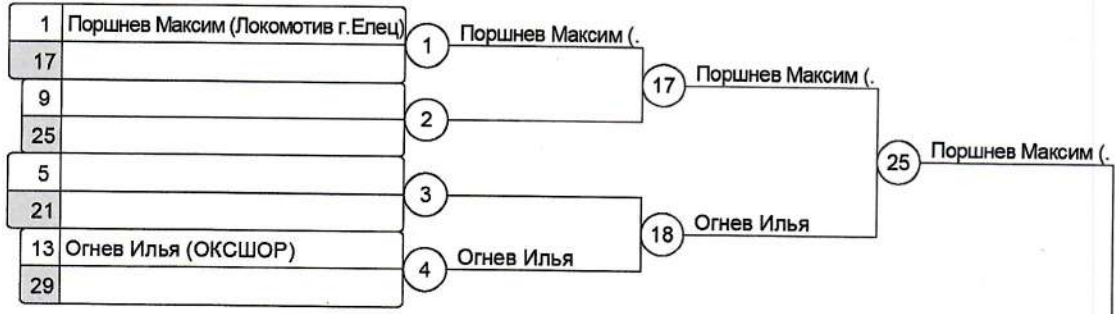 1 Поршнев Максим (Локомотив г.Елец)
17
1 Поршнев Максим (.
9
25
2
17 Поршнев Максим (.
5
21
3
25 Поршнев Максим (.
13 Огнев Илья (ОКСШОР)
29
4 Огнев Илья
18 Огнев Илья